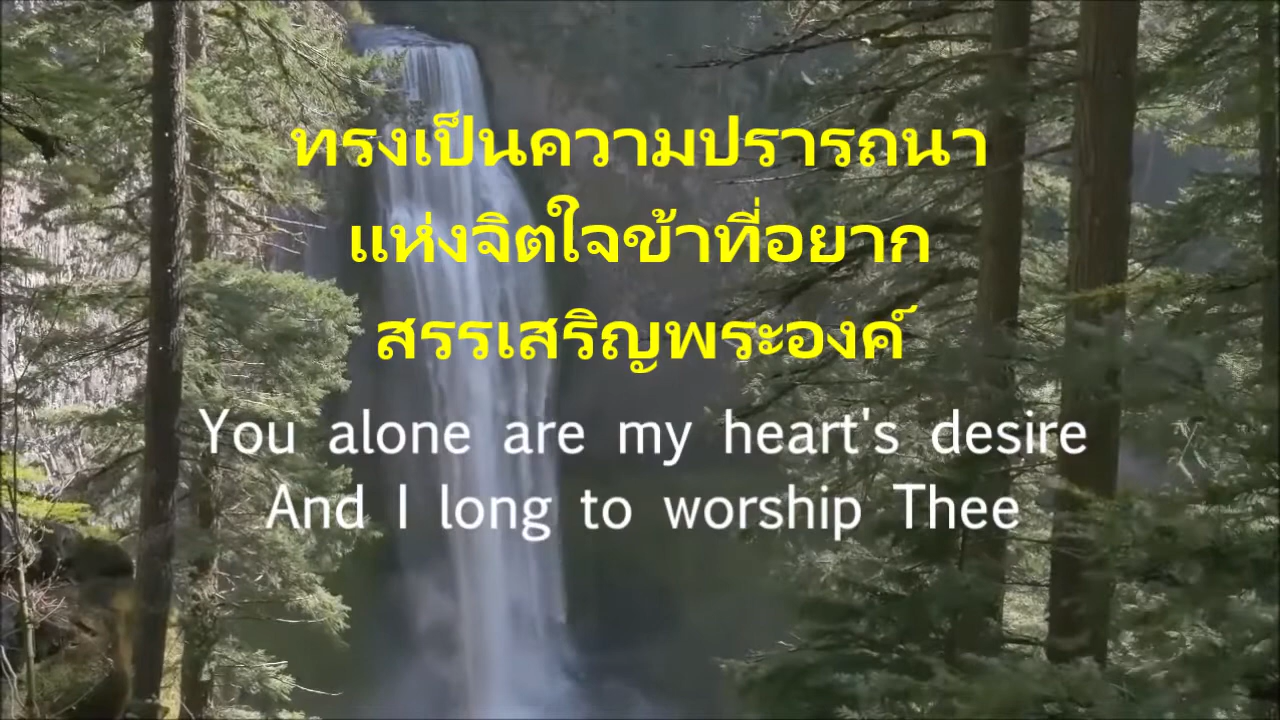 ทรงเป็นความปรารถนา
แห่งจิตใจข้าที่อยาก
สรรเสริญพระองค์
You alone are my heart's desire
And I long to worship Thee